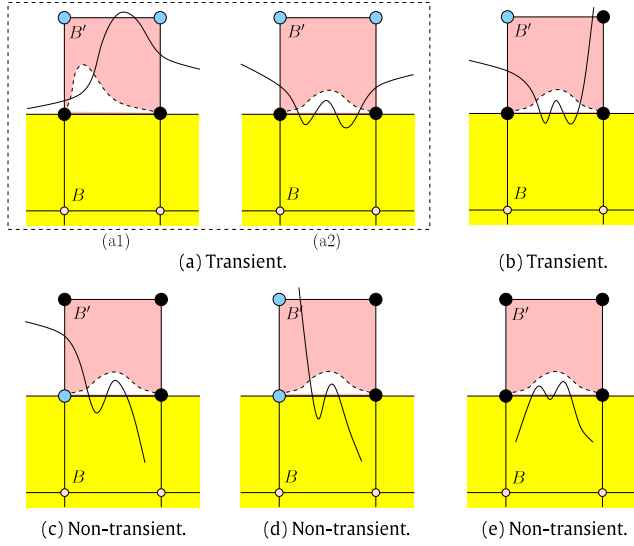 B′
B′
B′
B
B
B
(a1)
(a2)
(a) Transient.
(b) Transient.
B′
B′
B′
B
B
B
(c) Non-transient.
(d) Non-transient.
(e) Non-transient.